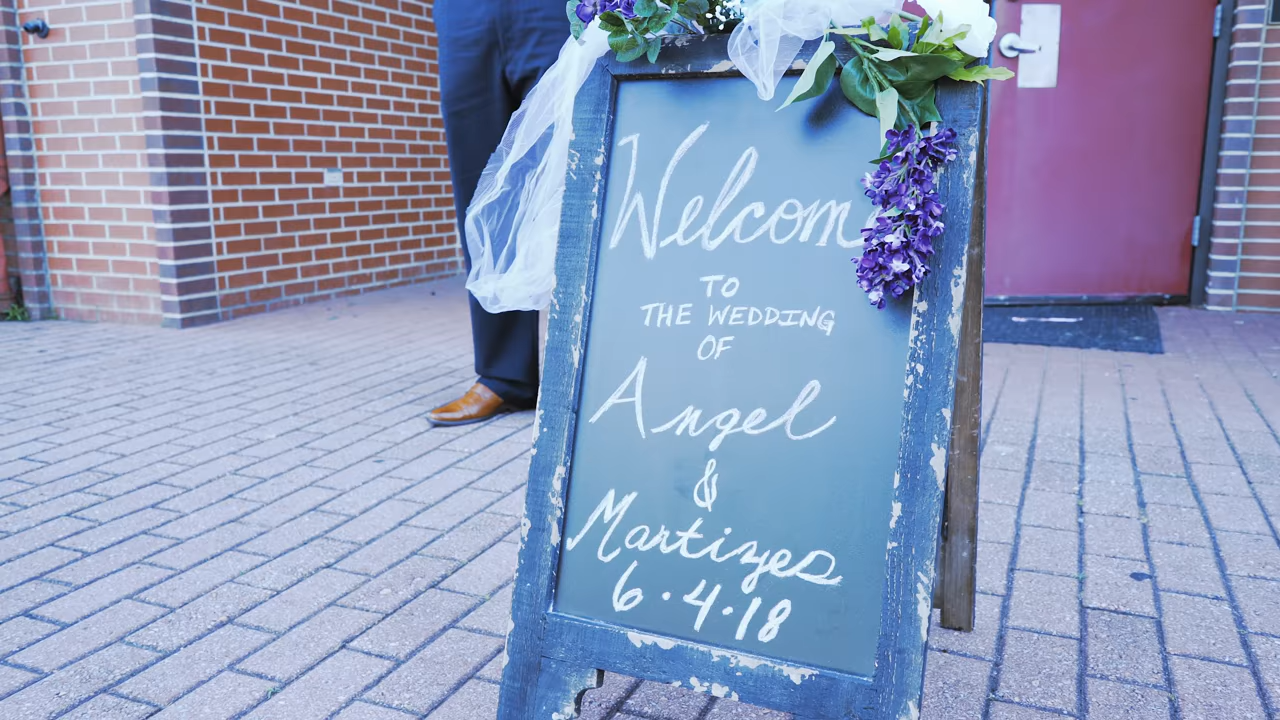 Welcome
TO
THE WEDDING
OF
Angel
&
Martizes
6.4.18